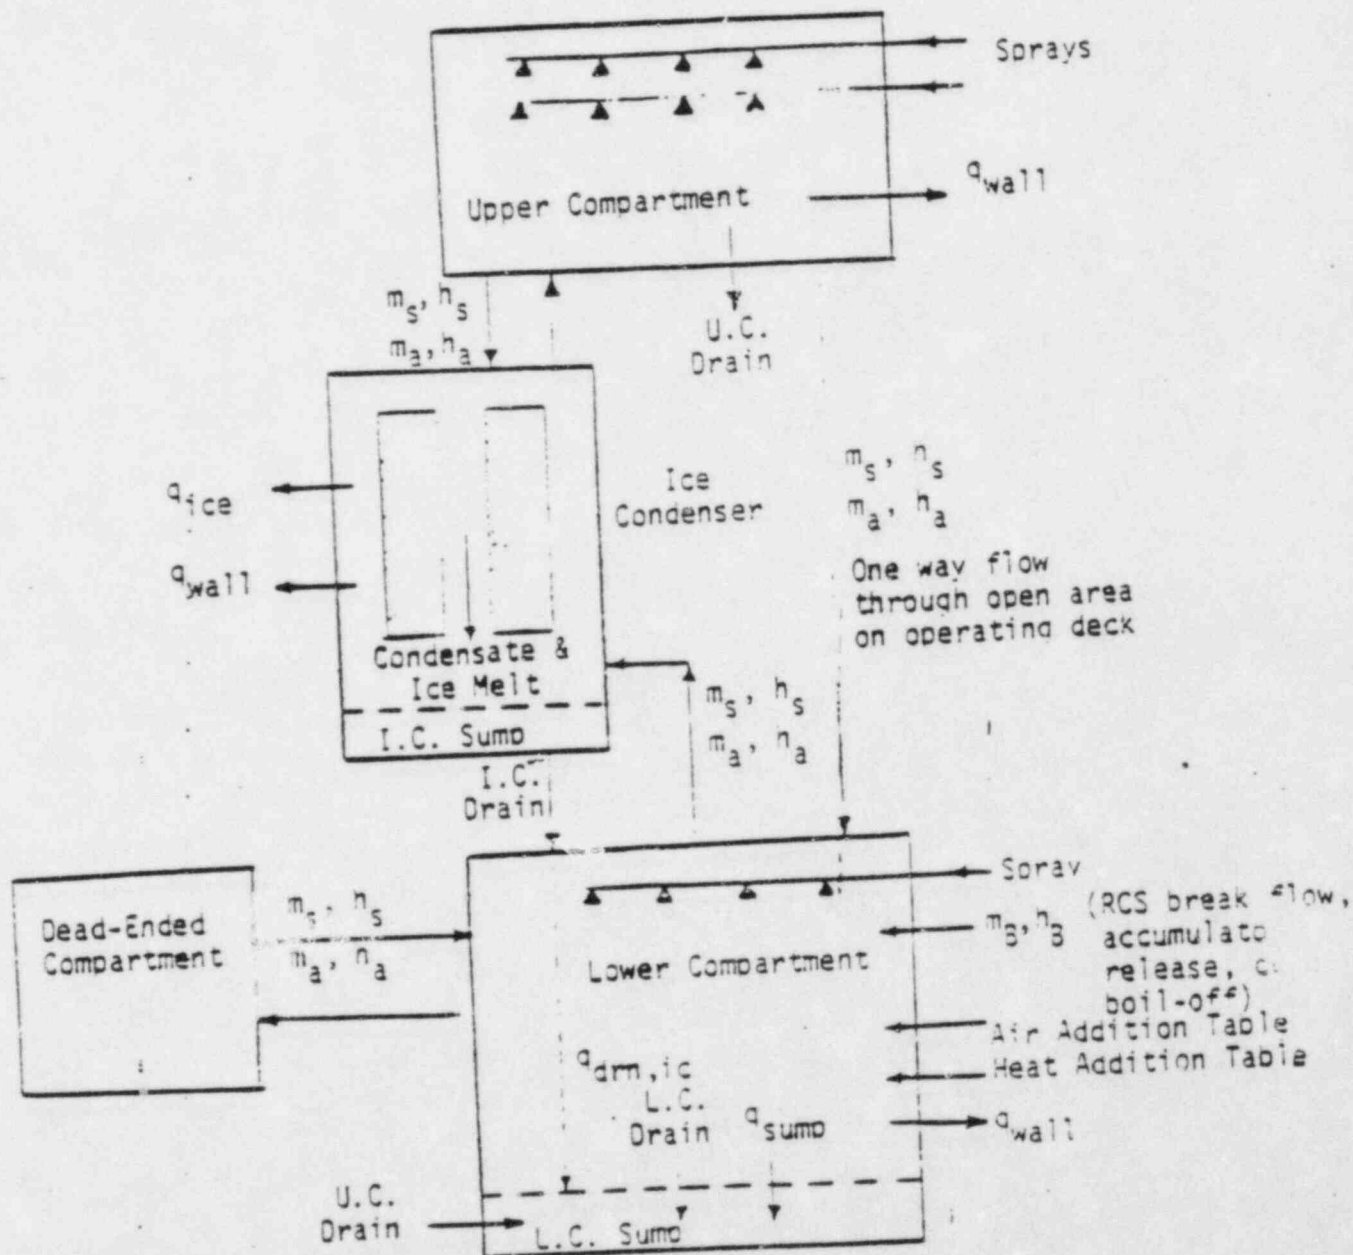 Sprays
q_wall
Upper Compartment
m_s, h_s
m_a, h_a
U.C.
Drain
q_ice
q_wall
Ice
Condenser
m_s, h_s
m_a, h_a
One way flow
through open area
on operating deck
Condensate &
Ice Melt
I.C. Sump
m_s, h_s
m_a, h_a
I.C.
Drain
Dead-Ended
Compartment
m_s, h_s
m_a, h_a
Spray
m_B, h_B (RCS break flow,
release,
boil-off)
Lower Compartment
Air Addition Table
Heat Addition Table
q_drn,ic
L.C.
Drain q_sump
q_wall
U.C.
Drain
L.C. Sump